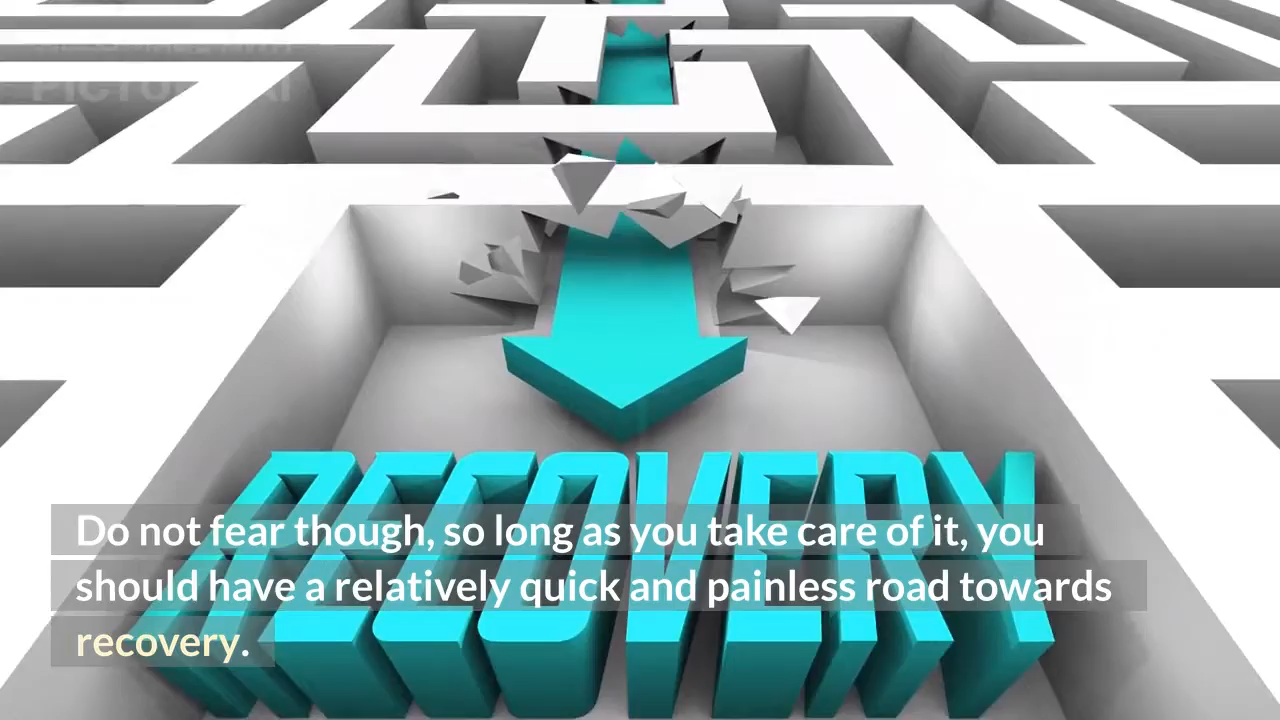 RECOVERY
Do not fear though, so long as you take care of it, you
should have a relatively quick and painless road towards
recovery.